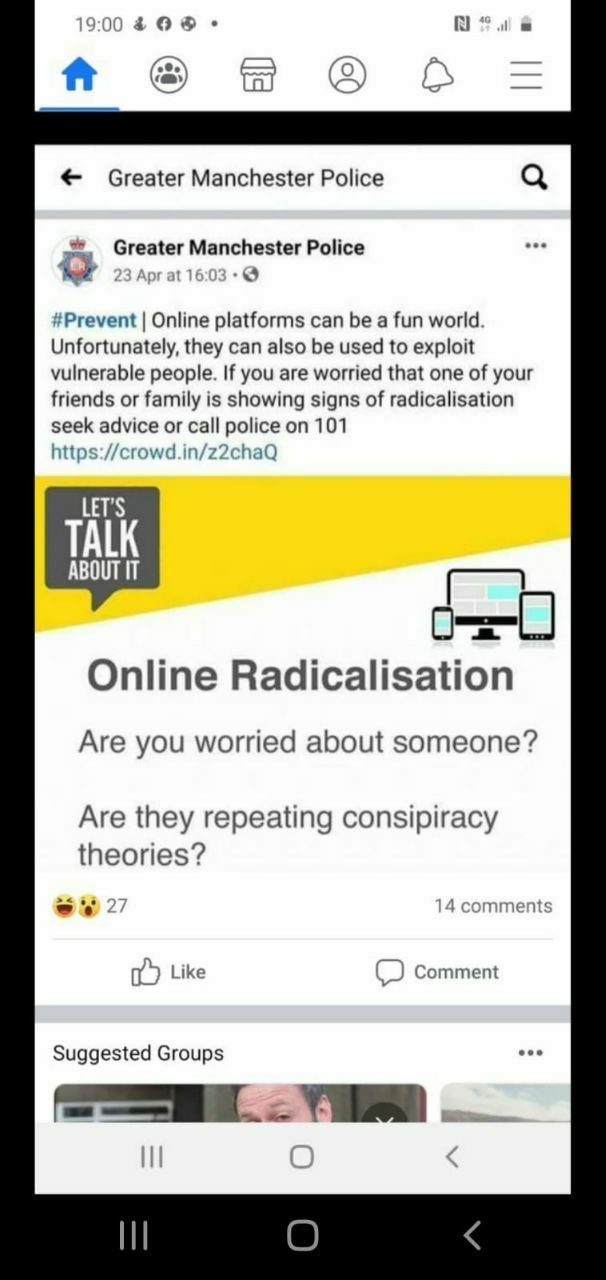 19:00
4G
Greater Manchester Police
Greater Manchester Police
23 Apr at 16:03 •
#Prevent | Online platforms can be a fun world.
Unfortunately, they can also be used to exploit
vulnerable people. If you are worried that one of your
friends or family is showing signs of radicalisation
seek advice or call police on 101
https://crowd.in/z2chaQ
LET'S
TALK
ABOUT IT
Online Radicalisation
Are you worried about someone?
Are they repeating consipiracy
theories?
27
14 comments
Like
Comment
Suggested Groups